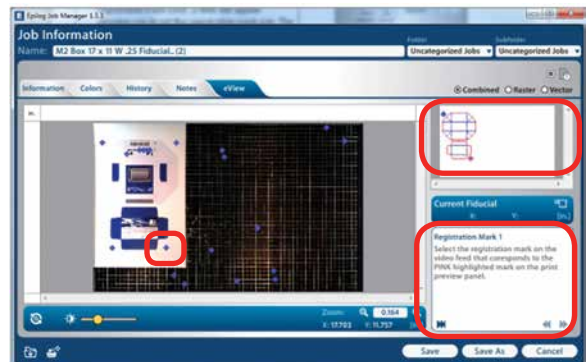 Epilog Job Manager 1.1.3
Job Information
Folder
Subfolder
Name: M2 Box 17 x 11 W .25 Fiducial.. (2)
Uncategorized Jobs
Uncategorized Jobs
Information Colors History Notes eView
Combined Raster Vector
in.
Current Fiducial
X: Y: [in.]
Registration Mark 1
Select the registration mark on the
video feed that coresponds to the
PINK highlighted mark on the print
preview panel.
Zoom: 0.164
X: 17.703 Y: 11.757
Save Save As Cancel